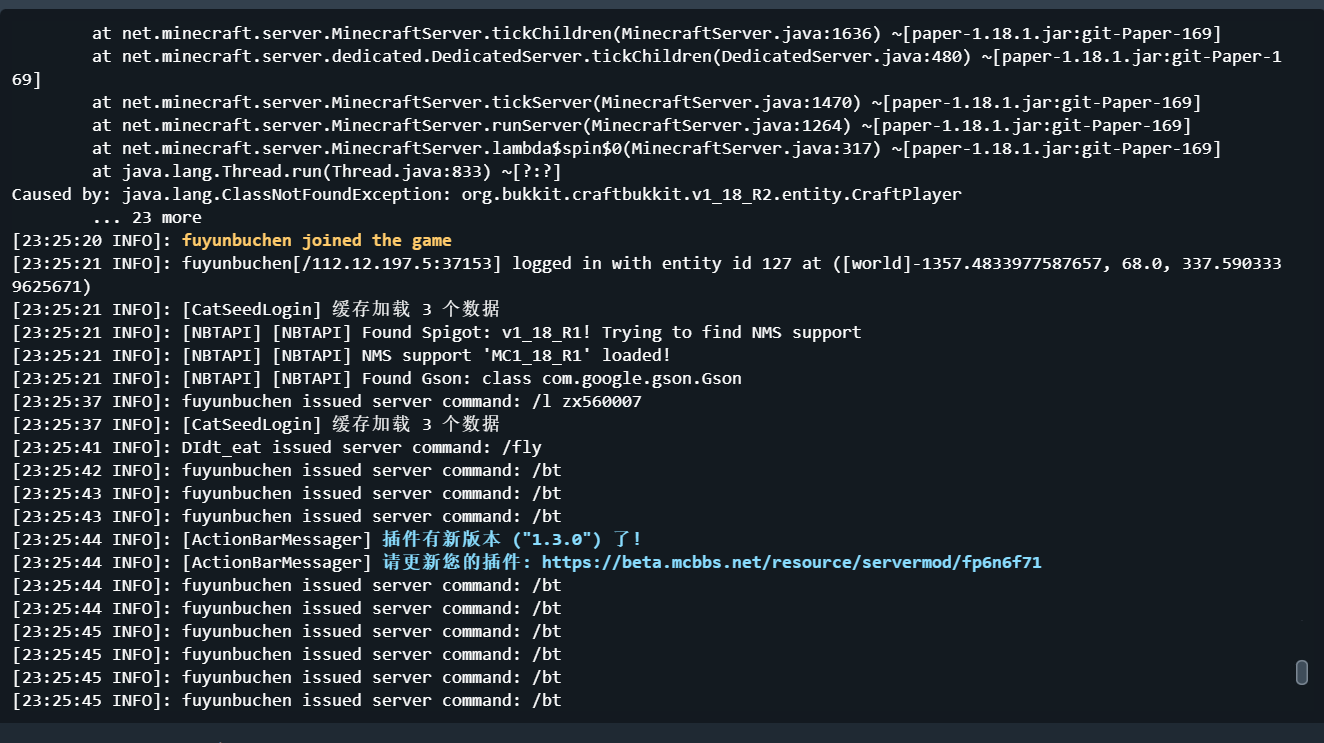 at net.minecraft.server.MinecraftServer.tickChildren(MinecraftServer.java:1636) ~[paper-1.18.1.jar:git-Paper-169]
at net.minecraft.server.dedicated.DedicatedServer.tickChildren(DedicatedServer.java:480) ~[paper-1.18.1.jar:git-Paper-1
69]
at net.minecraft.server.MinecraftServer.tickServer(MinecraftServer.java:1470) ~[paper-1.18.1.jar:git-Paper-169]
at net.minecraft.server.MinecraftServer.runServer(MinecraftServer.java:1264) ~[paper-1.18.1.jar:git-Paper-169]
at net.minecraft.server.MinecraftServer.lambda$spin$0(MinecraftServer.java:317) ~[paper-1.18.1.jar:git-Paper-169]
at java.lang.Thread.run(Thread.java:833) ~[?:?]
Caused by: java.lang.ClassNotFoundException: org.bukkit.craftbukkit.v1_18_R2.entity.CraftPlayer
... 23 more
[23:25:20 INFO]: fuyunbuchen joined the game
[23:25:21 INFO]: fuyunbuchen[/112.12.197.5:37153] logged in with entity id 127 at ([world]-1357.4833977587657, 68.0, 337.590333
9625671)
[23:25:21 INFO]: [CatSeedLogin] 缓存加载 3 个数据
[23:25:21 INFO]: [NBTAPI] [NBTAPI] Found Spigot: v1_18_R1! Trying to find NMS support
[23:25:21 INFO]: [NBTAPI] [NBTAPI] NMS support 'MC1_18_R1' loaded!
[23:25:21 INFO]: [NBTAPI] [NBTAPI] Found Gson: class com.google.gson.Gson
[23:25:37 INFO]: fuyunbuchen issued server command: /l zx560007
[23:25:37 INFO]: [CatSeedLogin] 缓存加载 3 个数据
[23:25:41 INFO]: DIdt_eat issued server command: /fly
[23:25:42 INFO]: fuyunbuchen issued server command: /bt
[23:25:43 INFO]: fuyunbuchen issued server command: /bt
[23:25:43 INFO]: fuyunbuchen issued server command: /bt
[23:25:44 INFO]: [ActionBarMessager] 插件有新版本 ("1.3.0") 了!
[23:25:44 INFO]: [ActionBarMessager] 请更新您的插件: https://beta.mcbbs.net/resource/servermod/fp6n6f71
[23:25:44 INFO]: fuyunbuchen issued server command: /bt
[23:25:44 INFO]: fuyunbuchen issued server command: /bt
[23:25:45 INFO]: fuyunbuchen issued server command: /bt
[23:25:45 INFO]: fuyunbuchen issued server command: /bt
[23:25:45 INFO]: fuyunbuchen issued server command: /bt
[23:25:45 INFO]: fuyunbuchen issued server command: /bt